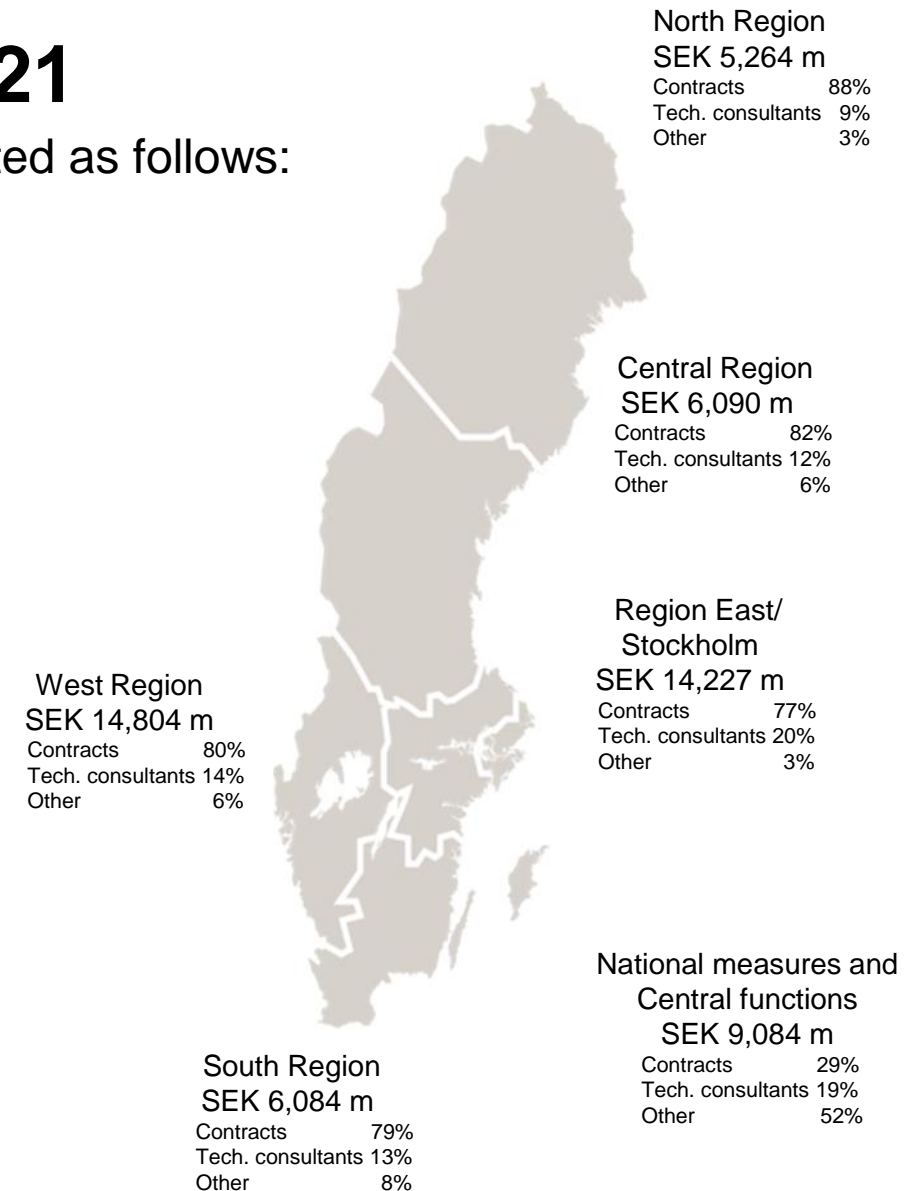 21
ted as follows:
North Region
SEK 5,264 m
Contracts 88%
Tech. consultants 9%
Other 3%
Central Region
SEK 6,090 m
Contracts 82%
Tech. consultants 12%
Other 6%
Region East/
Stockholm
SEK 14,227 m
Contracts 77%
Tech. consultants 20%
Other 3%
West Region
SEK 14,804 m
Contracts 80%
Tech. consultants 14%
Other 6%
National measures and
Central functions
SEK 9,084 m
Contracts 29%
Tech. consultants 19%
Other 52%
South Region
SEK 6,084 m
Contracts 79%
Tech. consultants 13%
Other 8%